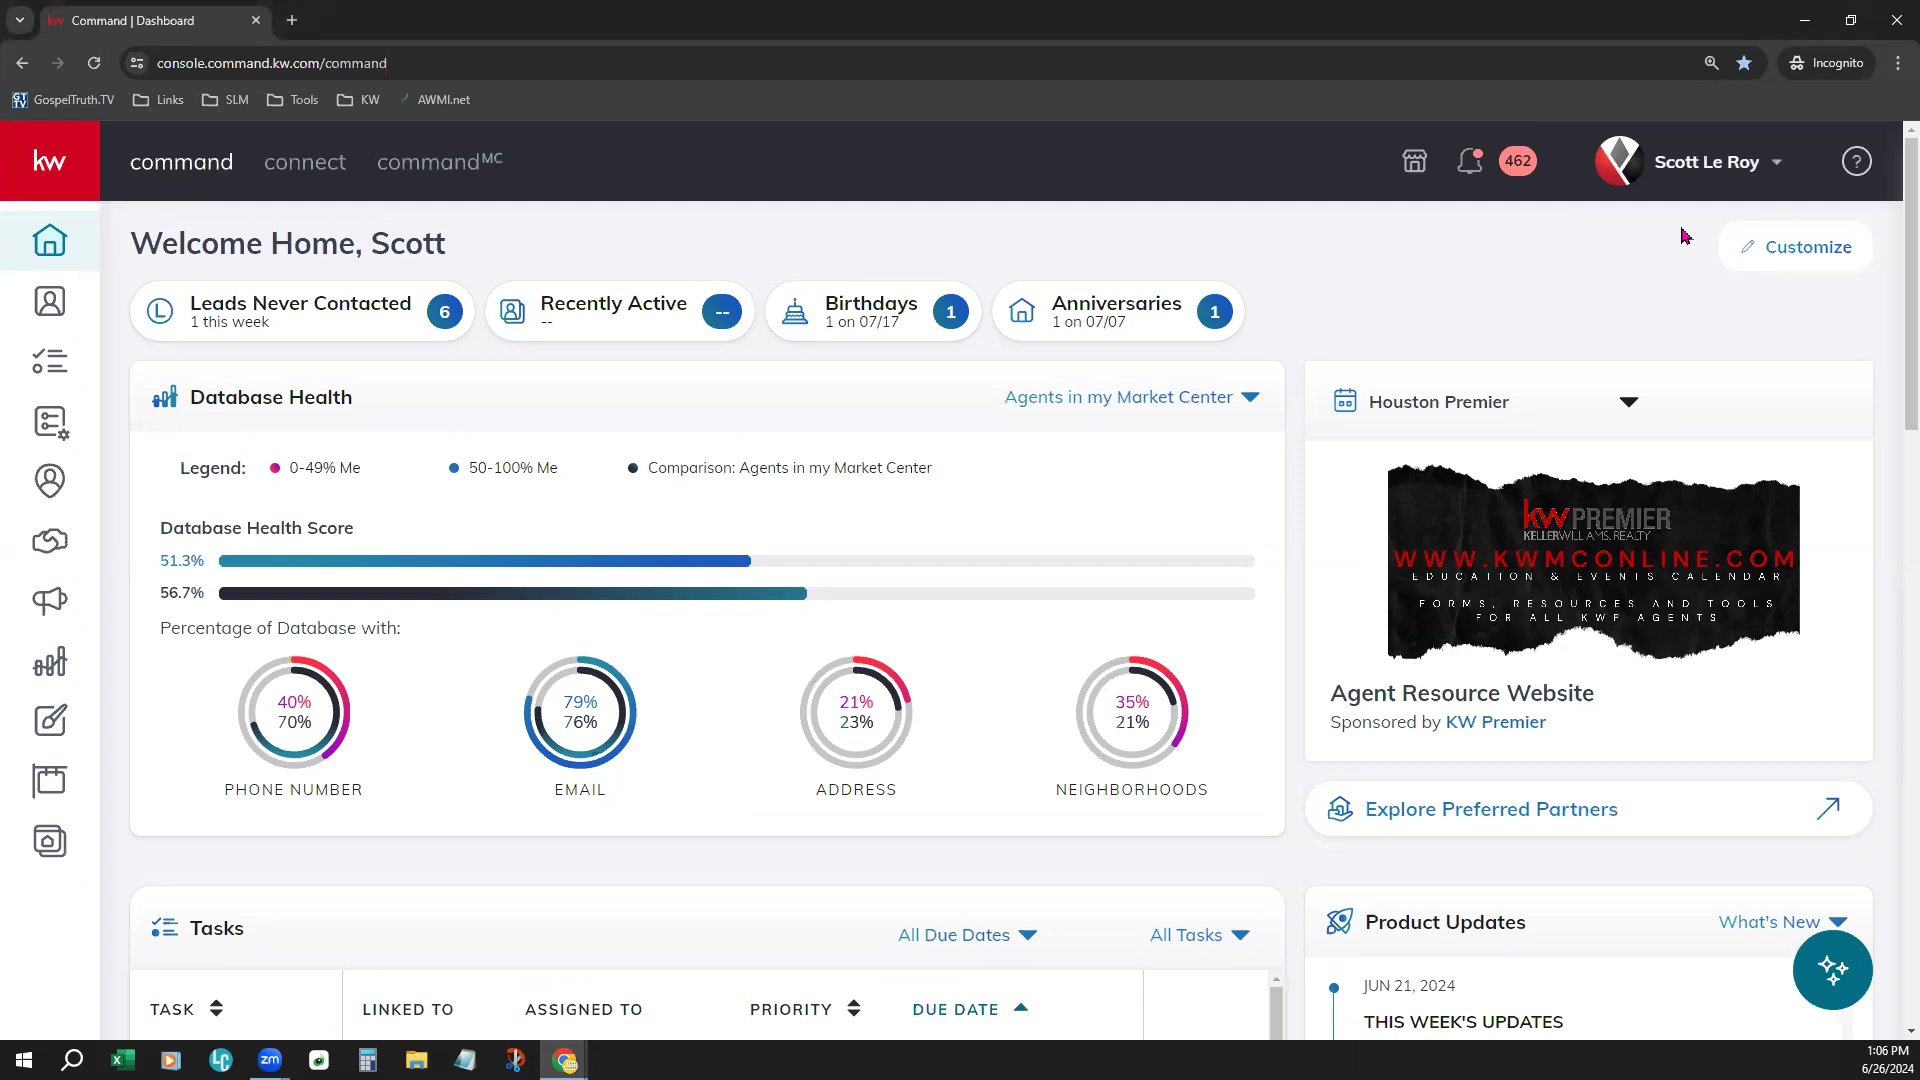 kw Command | Dashboard
console.command.kw.com/command
Incognito
GospelTruth.TV Links SLM Tools KW AWMI.net
kw command connect commandMC 462 Scott Le Roy ?
Welcome Home, Scott
Customize
Leads Never Contacted
1 this week
6
Recently Active
--
--
Birthdays
1 on 07/17
1
Anniversaries
1 on 07/07
1
Database Health Agents in my Market Center
Legend: 0-49% Me 50-100% Me Comparison: Agents in my Market Center
Database Health Score
51.3%
56.7%
Percentage of Database with:
40% 79% 21% 35%
70% 76% 23% 21%
PHONE NUMBER EMAIL ADDRESS NEIGHBORHOODS
Houston Premier
kw PREMIER
KELLERWILLIAMS. REALTY
WWW.KWMCONLINE.COM
EDUCATION & EVENTS CALENDAR
FORMS, RESOURCES AND TOOLS
FOR ALL KWP AGENTS
Agent Resource Website
Sponsored by KW Premier
Explore Preferred Partners
Tasks All Due Dates All Tasks
TASK LINKED TO ASSIGNED TO PRIORITY DUE DATE
Product Updates What's New
JUN 21, 2024
THIS WEEK'S UPDATES
LC zm
1:06 PM
6/26/2024